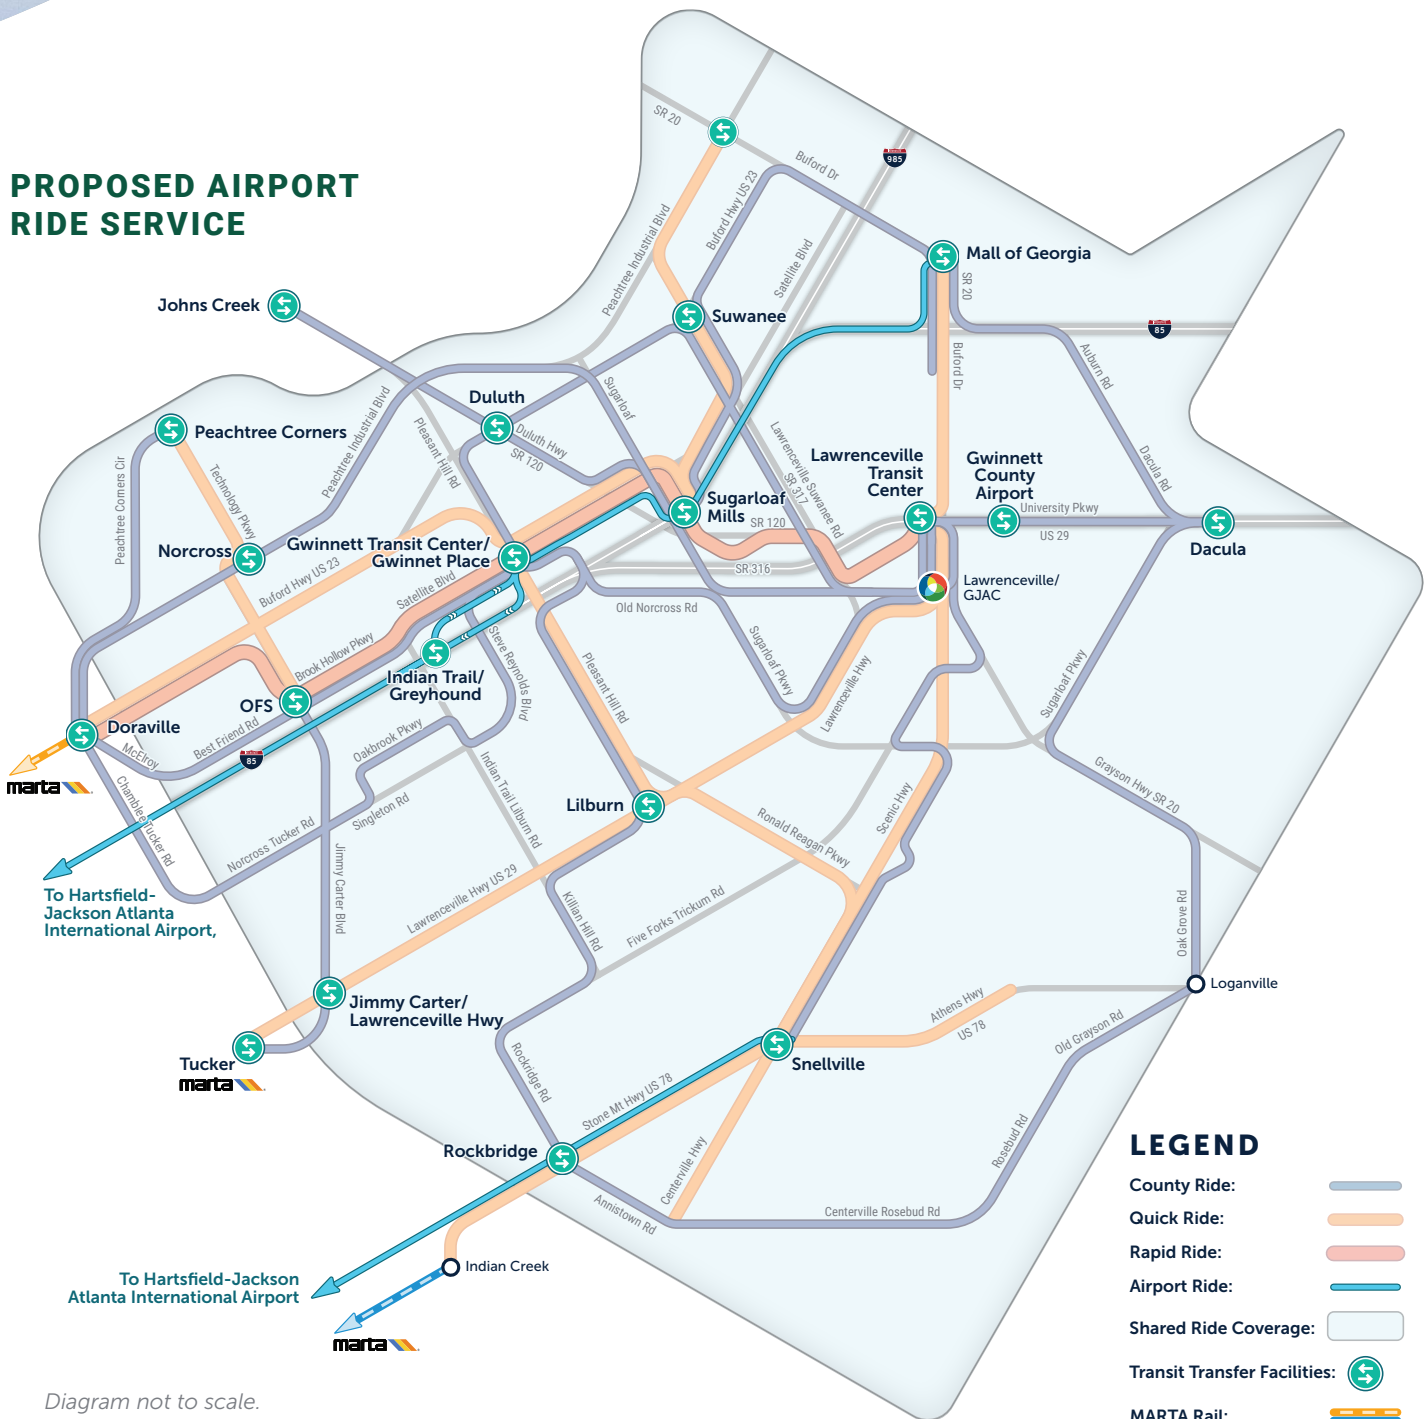 PROPOSED AIRPORT
RIDE SERVICE
SR 20
Buford Dr
985
Buford Hwy US 23
Peachtree Industrial Blvd
Satellite Blvd
Mall of Georgia
SR 20
Johns Creek
Suwanee
85
Buford Dr
Auburn Rd
Duluth
Sugarloaf
Peachtree Industrial Blvd
Pleasant Hill Rd
Duluth Hwy
SR 120
Peachtree Corners
Peachtree Corners Cir
Technology Pkwy
Lawrenceville Suwanee Rd
SR 317
Lawrenceville
Transit
Center
Gwinnett
County
Airport
Dacula Rd
University Pkwy
US 29
Dacula
Sugarloaf
Mills
SR 120
Norcross
Gwinnett Transit Center/
Gwinnet Place
Buford Hwy US 23
Satellite Blvd
SR 316
Old Norcross Rd
Lawrenceville/
GJAC
Brook Hollow Pkwy
Steve Reynolds Blvd
Indian Trail/
Greyhound
Pleasant Hill Rd
Sugarloaf Pkwy
Lawrenceville Hwy
Sugarloaf Pkwy
OFS
Doraville
McElroy
Best Friend Rd
85
Oakbrook Pkwy
marta
Chamblee Tucker Rd
Singleton Rd
Indian Trail Lilburn Rd
Norcross Tucker Rd
Lilburn
Ronald Reagan Pkwy
Scenic Hwy
Grayson Hwy SR 20
To Hartsfield-
Jackson Atlanta
International Airport,
Jimmy Carter Blvd
Lawrenceville Hwy US 29
Killian Hill Rd
Five Forks Trickum Rd
Oak Grove Rd
Loganville
Jimmy Carter/
Lawrenceville Hwy
Athens Hwy
US 78
Old Grayson Rd
Tucker
marta
Snellville
Rockridge Rd
Stone Mt Hwy US 78
Rockbridge
Centerville Hwy
Rosebud Rd
Annistown Rd
Centerville Rosebud Rd
Indian Creek
To Hartsfield-Jackson
Atlanta International Airport
marta
LEGEND
County Ride:
Quick Ride:
Rapid Ride:
Airport Ride:
Shared Ride Coverage:
Transit Transfer Facilities:
MARTA Rail:
Diagram not to scale.